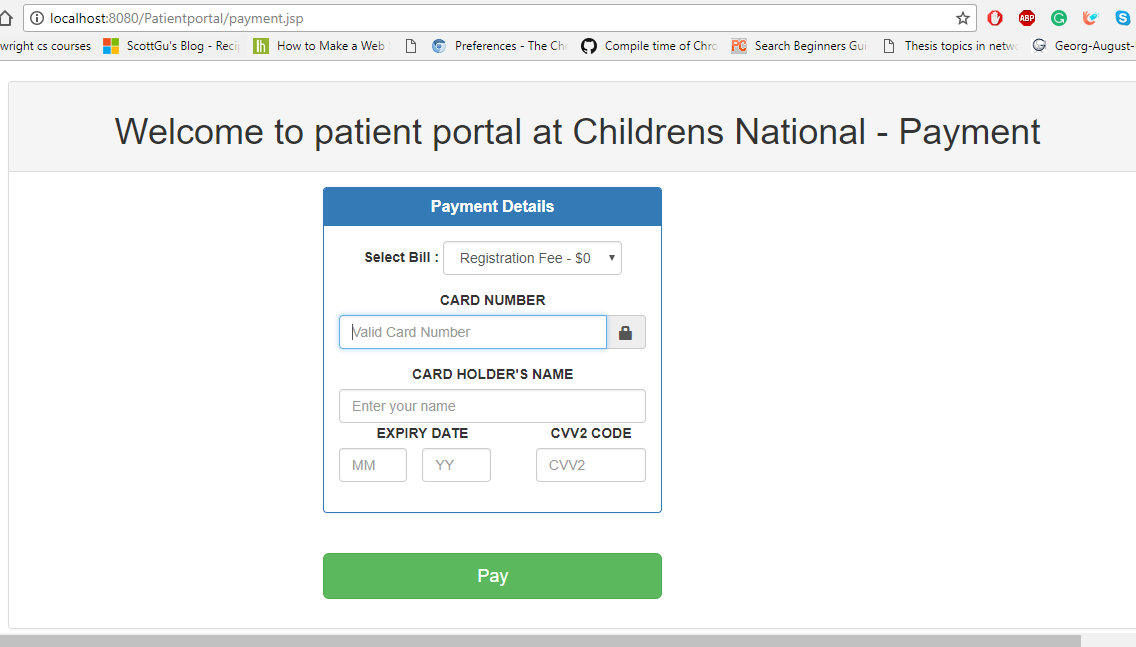 localhost:8080/Patientportal/payment.jsp
ABP
wright cs courses ScottGu's Blog - Reci How to Make a Web Preferences - The Ch Compile time of Chro PC Search Beginners Gui Thesis topics in netw Georg-August-
Welcome to patient portal at Childrens National - Payment
Payment Details
Select Bill : Registration Fee - $0
CARD NUMBER
Valid Card Number
CARD HOLDER'S NAME
Enter your name
EXPIRY DATE CVV2 CODE
MM YY CVV2
Pay